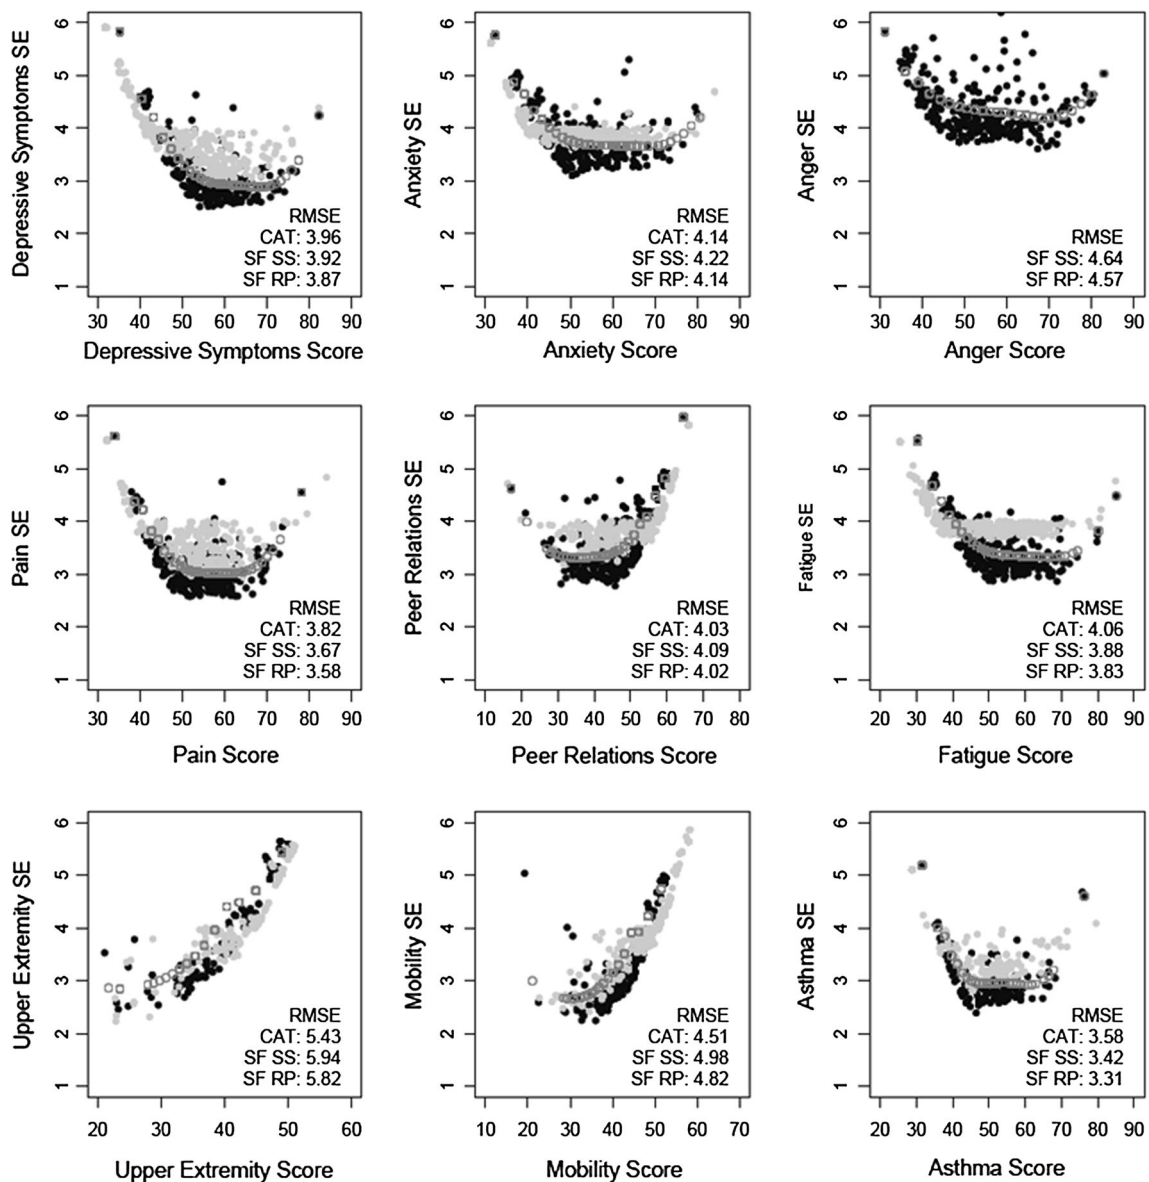 Depressive Symptoms SE
6
5
4
3
2
1
RMSE
CAT: 3.96
SF SS: 3.92
SF RP: 3.87
30 40 50 60 70 80 90
Depressive Symptoms Score
Anxiety SE
6
5
4
3
2
1
RMSE
CAT: 4.14
SF SS: 4.22
SF RP: 4.14
30 40 50 60 70 80 90
Anxiety Score
Anger SE
6
5
4
3
2
1
RMSE
SF SS: 4.64
SF RP: 4.57
30 40 50 60 70 80 90
Anger Score
Pain SE
6
5
4
3
2
1
RMSE
CAT: 3.82
SF SS: 3.67
SF RP: 3.58
30 40 50 60 70 80 90
Pain Score
Peer Relations SE
6
5
4
3
2
1
RMSE
CAT: 4.03
SF SS: 4.09
SF RP: 4.02
10 20 30 40 50 60 70 80
Peer Relations Score
Fatigue SE
6
5
4
3
2
1
RMSE
CAT: 4.06
SF SS: 3.88
SF RP: 3.83
20 30 40 50 60 70 80 90
Fatigue Score
Upper Extremity SE
6
5
4
3
2
1
RMSE
CAT: 5.43
SF SS: 5.94
SF RP: 5.82
20 30 40 50 60
Upper Extremity Score
Mobility SE
6
5
4
3
2
1
RMSE
CAT: 4.51
SF SS: 4.98
SF RP: 4.82
10 20 30 40 50 60 70
Mobility Score
Asthma SE
6
5
4
3
2
1
RMSE
CAT: 3.58
SF SS: 3.42
SF RP: 3.31
20 30 40 50 60 70 80 90
Asthma Score